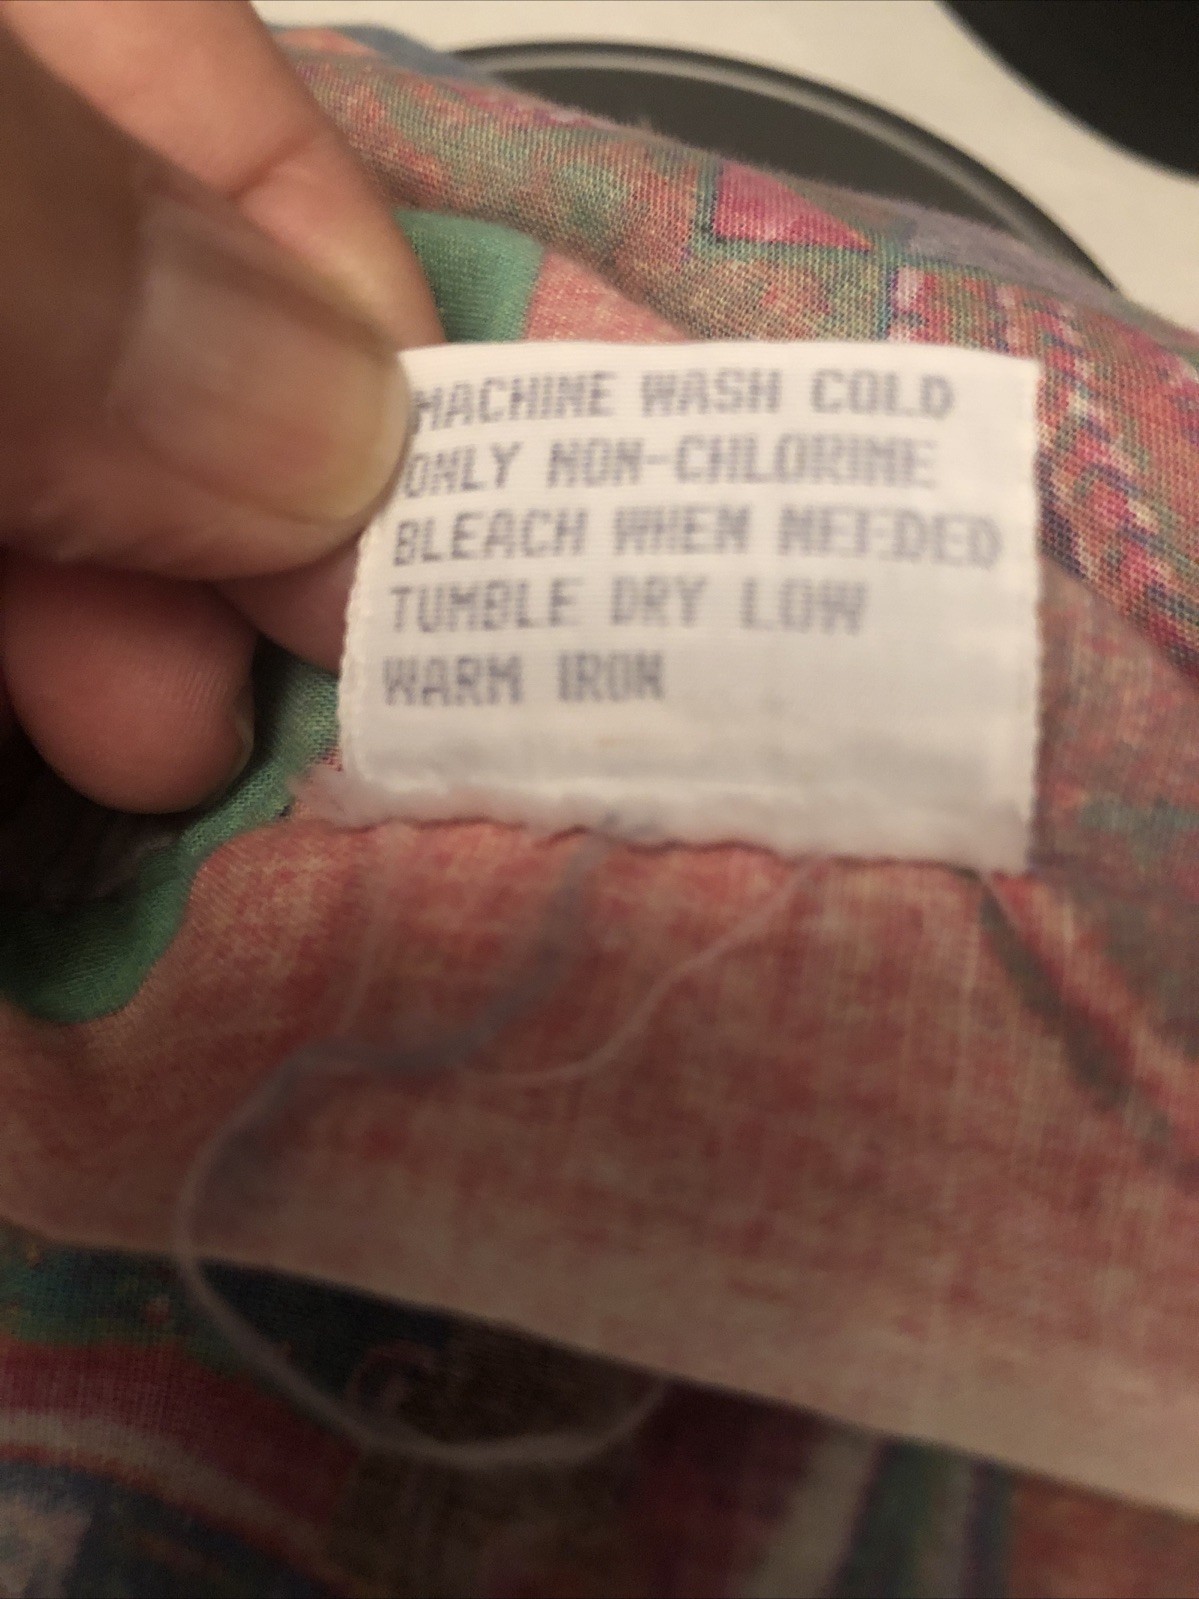 MACHINE WASH COLD
ONLY NON-CHLORINE
BLEACH WHEN NEEDED
TUMBLE DRY LOW
WARM IRON